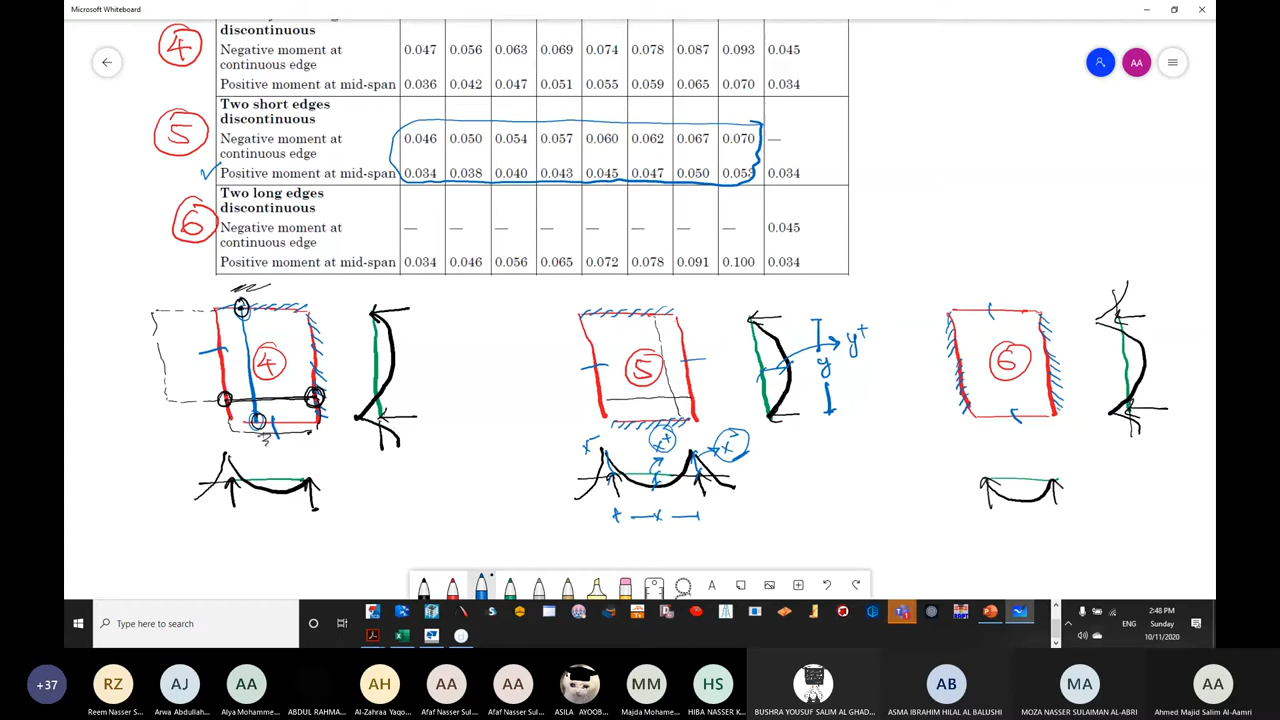 Microsoft Whiteboard
discontinuous
Negative moment at continuous edge 0.047 0.056 0.063 0.069 0.074 0.078 0.087 0.093 0.045
Positive moment at mid-span 0.036 0.042 0.047 0.051 0.055 0.059 0.065 0.070 0.034
4
Two short edges
discontinuous
Negative moment at continuous edge 0.046 0.050 0.054 0.057 0.060 0.062 0.067 0.070 —
Positive moment at mid-span 0.034 0.038 0.040 0.043 0.045 0.047 0.050 0.053 0.034
5
Two long edges
discontinuous
Negative moment at continuous edge — — — — — — — — 0.045
Positive moment at mid-span 0.034 0.046 0.056 0.065 0.072 0.078 0.091 0.100 0.034
6
AA
4
5
6
y+
y
x-
x+
x-
x
A
Type here to search
2:48 PM
ENG
Sunday
10/11/2020
+37
RZ
AJ
AA
AH
AA
AA
MM
HS
AB
MA
AA
Reem Nasser S...
Arwa Abdullah...
Alya Mohamme...
ABDUL RAHMA...
Al-Zahraa Yaqo...
Afaf Nasser Sul...
Afaf Nasser Sul...
ASILA AYOOB...
Majda Mohame...
HIBA NASSER K...
BUSHRA YOUSUF SALIM AL GHAD...
ASMA IBRAHIM HILAL AL BALUSHI
MOZA NASSER SULAIMAN AL-ABRI
Ahmed Majid Salim Al-Aamri